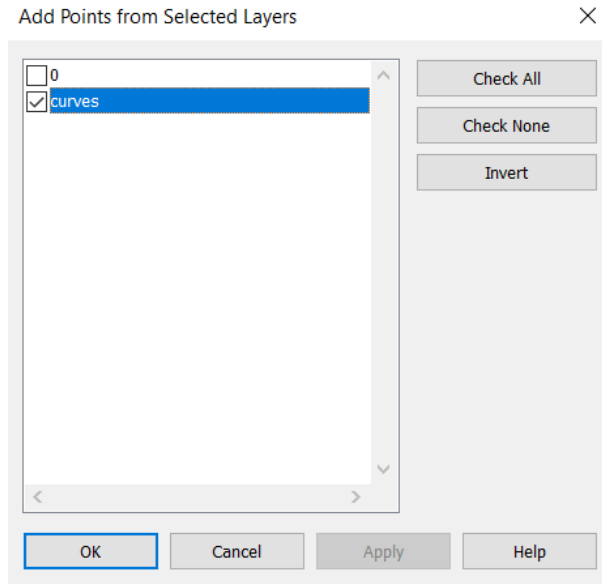 Add Points from Selected Layers
0
curves
Check All
Check None
Invert
OK
Cancel
Apply
Help